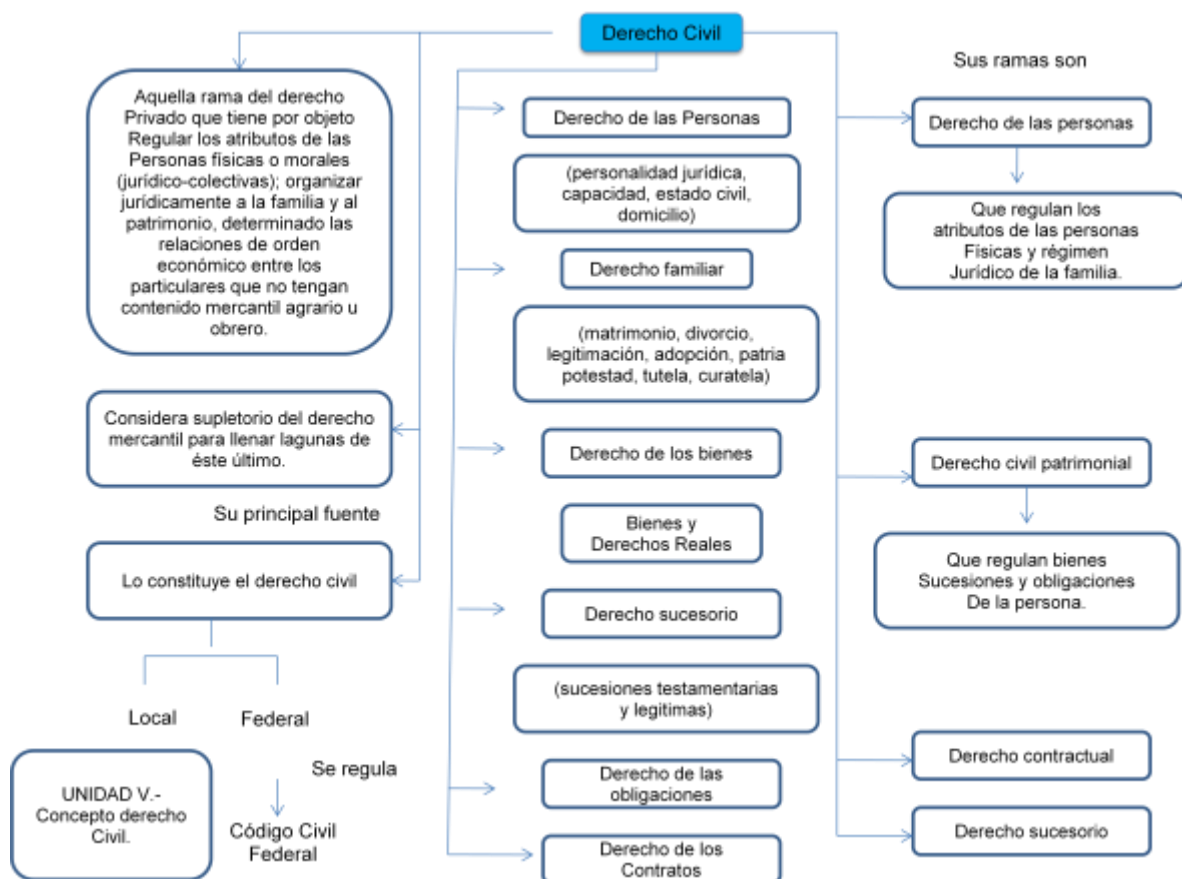 Derecho Civil
Aquella rama del derecho
Privado que tiene por objeto
Regular los atributos de las
Personas físicas o morales
(jurídico-colectivas); organizar
jurídicamente a la familia y al
patrimonio, determinado las
relaciones de orden
económico entre los
particulares que no tengan
contenido mercantil agrario u
obrero.
Considera supletorio del derecho
mercantil para llenar lagunas de
éste último.
Su principal fuente
Lo constituye el derecho civil
Local
Federal
Se regula
Código Civil
Federal
UNIDAD V.-
Concepto derecho
Civil.
Derecho de las Personas
(personalidad jurídica,
capacidad, estado civil,
domicilio)
Derecho familiar
(matrimonio, divorcio,
legitimación, adopción, patria
potestad, tutela, curatela)
Derecho de los bienes
Bienes y
Derechos Reales
Derecho sucesorio
(sucesiones testamentarias
y legitimas)
Derecho de las
obligaciones
Derecho de los
Contratos
Sus ramas son
Derecho de las personas
Que regulan los
atributos de las personas
Físicas y régimen
Jurídico de la familia.
Derecho civil patrimonial
Que regulan bienes
Sucesiones y obligaciones
De la persona.
Derecho contractual
Derecho sucesorio